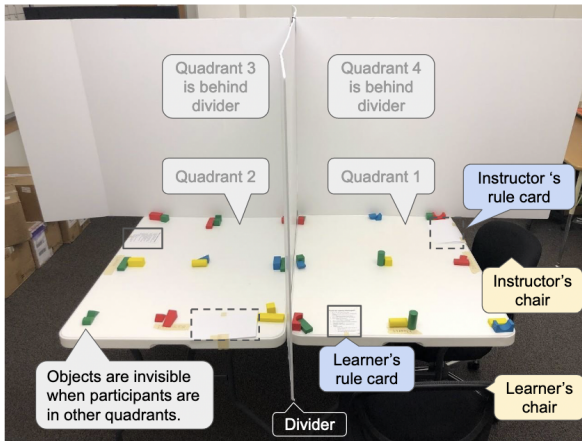 Quadrant 3
is behind
divider
Quadrant 4
is behind
divider
Quadrant 2
Quadrant 1
Instructor ‘s
rule card
Instructor’s
chair
Learner’s
rule card
Learner’s
chair
Objects are invisible
when participants are
in other quadrants.
Divider